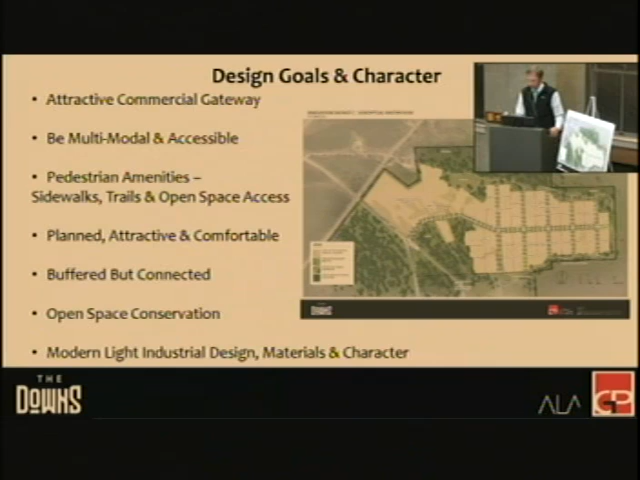 Design Goals & Character
• Attractive Commercial Gateway
• Be Multi-Modal & Accessible
• Pedestrian Amenities –
Sidewalks, Trails & Open Space Access
• Planned, Attractive & Comfortable
• Buffered But Connected
• Open Space Conservation
• Modern Light Industrial Design, Materials & Character
THE
DOWNS
ALA
GP